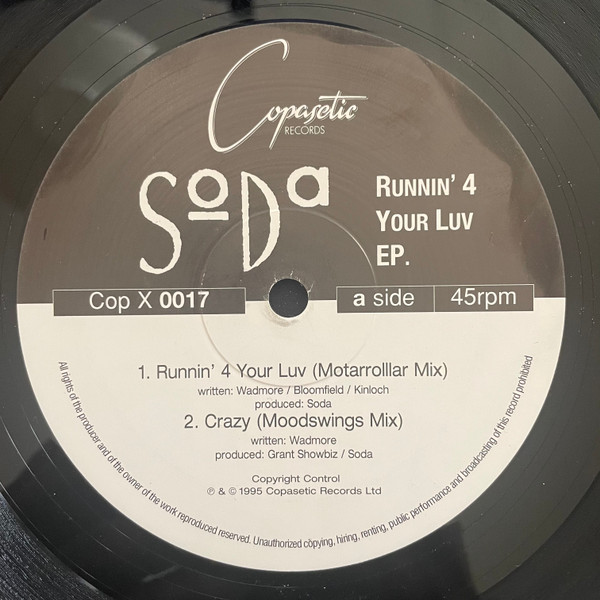 Copasetic
RECORDS
SoDa
RUNNIN' 4
YOUR LUV
EP.
Cop X 0017
a side
45rpm
1. Runnin' 4 Your Luv (Motarrolllar Mix)
written: Wadmore / Bloomfield / Kinloch
produced: Soda
2. Crazy (Moodswings Mix)
written: Wadmore
produced: Grant Showbiz / Soda
Copyright Control
℗ & © 1995 Copasetic Records Ltd
All rights of the producer and of the owner of the work reproduced reserved. Unauthorized copying, hiring, renting, public performance and broadcasting of this record prohibited